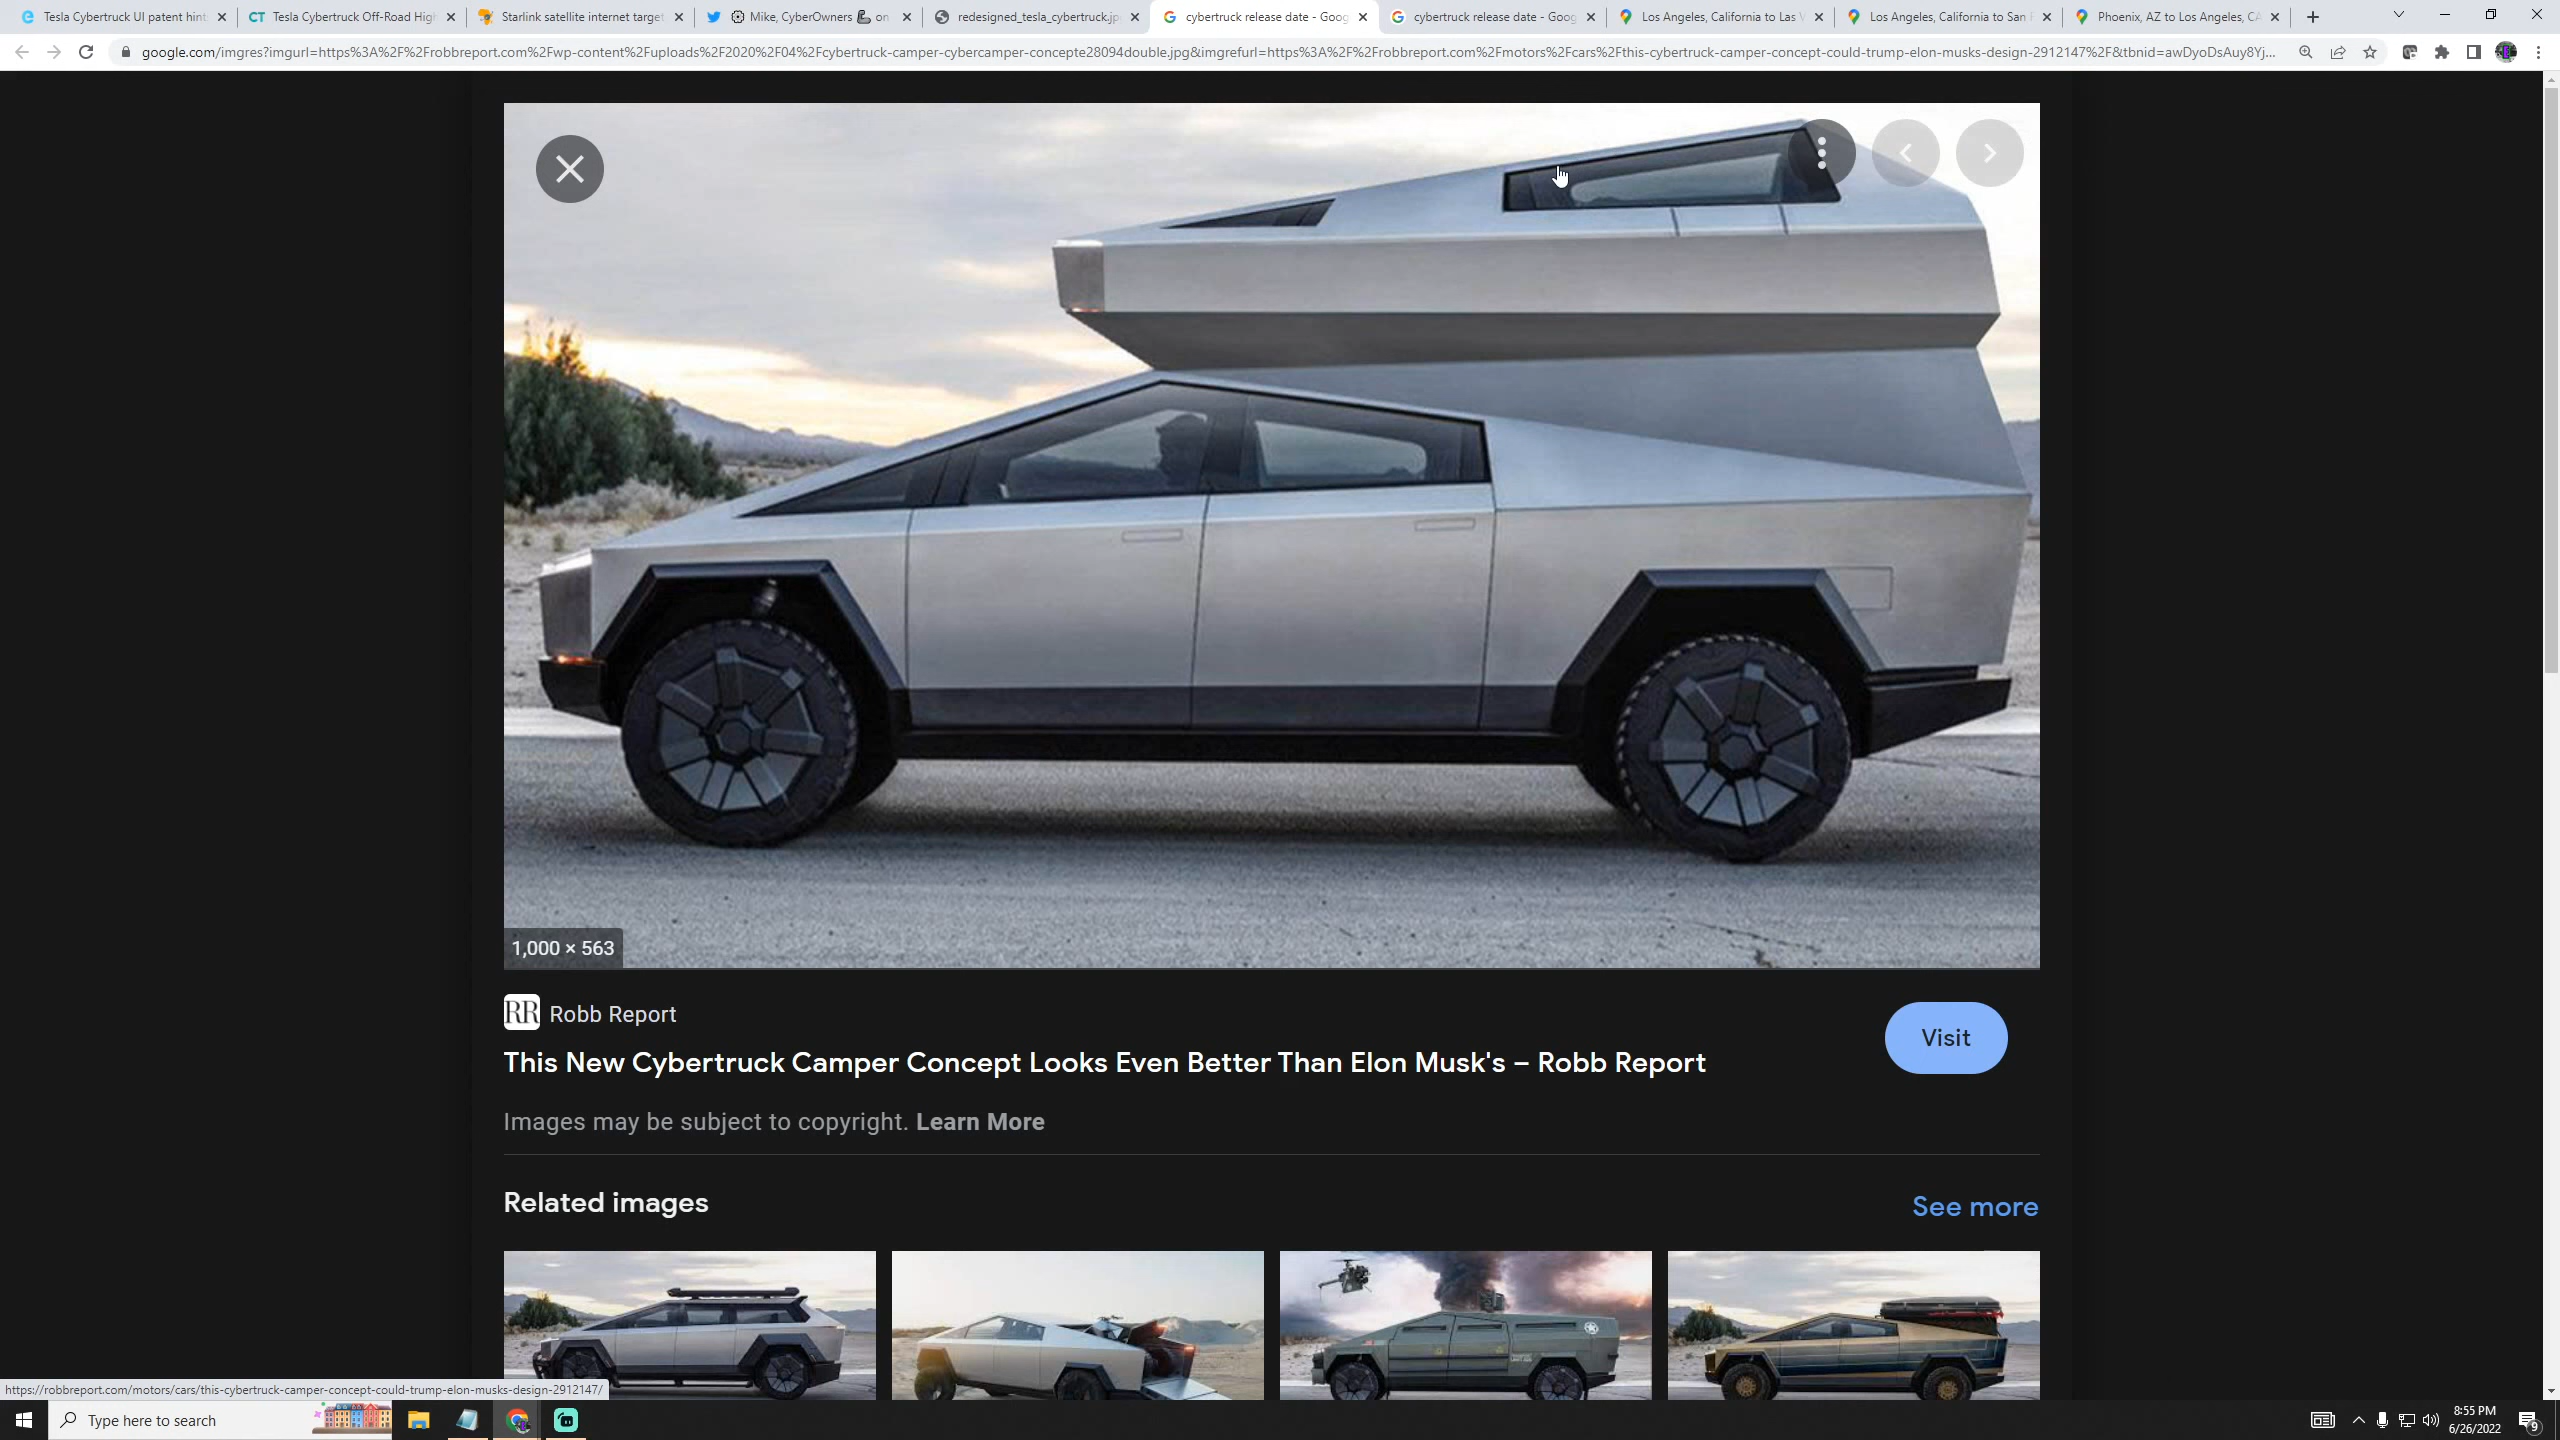 Tesla Cybertruck UI patent hint
CT Tesla Cybertruck Off-Road High
Starlink satellite internet target
Mike, CyberOwners on
redesigned_tesla_cybertruck.jp
cybertruck release date - Goog
cybertruck release date - Goog
Los Angeles, California to Las V
Los Angeles, California to San F
Phoenix, AZ to Los Angeles, CA
google.com/imgres?imgurl=https%3A%2F%2Frobbreport.com%2Fwp-content%2Fuploads%2F2020%2F04%2Fcybertruck-camper-cybercamper-concepte28094double.jpg&imgrefurl=https%3A%2F%2Frobbreport.com%2Fmotors%2Fcars%2Fthis-cybertruck-camper-concept-could-trump-elon-musks-design-2912147%2F&tbnid=awDyoDsAuy8Yj...
1,000 × 563
RR Robb Report
Visit
This New Cybertruck Camper Concept Looks Even Better Than Elon Musk's – Robb Report
Images may be subject to copyright. Learn More
Related images
See more
https://robbreport.com/motors/cars/this-cybertruck-camper-concept-could-trump-elon-musks-design-2912147/
Type here to search
8:55 PM
6/26/2022
9